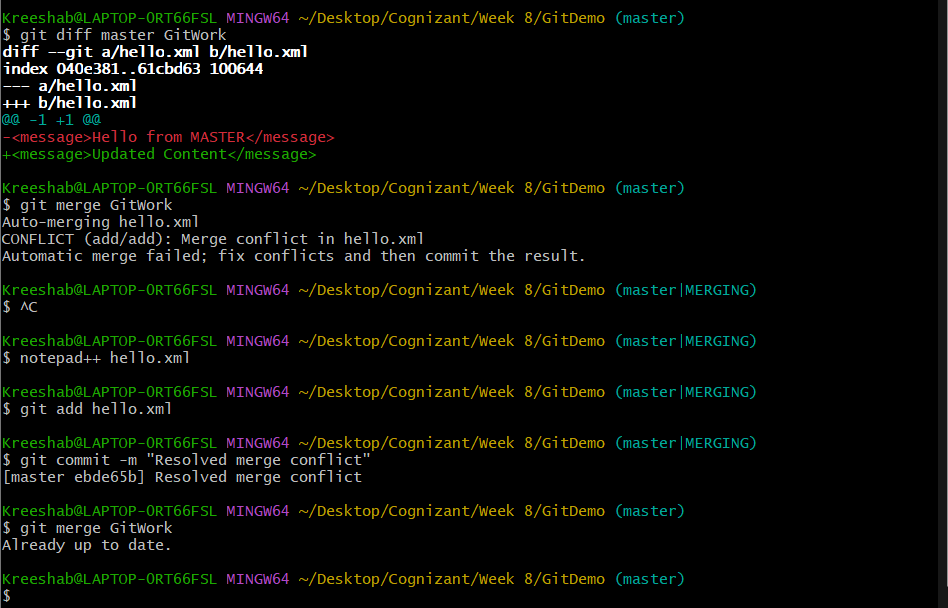 Kreeshab@LAPTOP-ORT66FSL MINGW64 ~/Desktop/Cognizant/Week 8/GitDemo (master)
$ git diff master GitWork
diff --git a/hello.xml b/hello.xml
index 040e381..61cbd63 100644
--- a/hello.xml
+++ b/hello.xml
@@ -1 +1 @@
-<message>Hello from MASTER</message>
+<message>Updated Content</message>
Kreeshab@LAPTOP-ORT66FSL MINGW64 ~/Desktop/Cognizant/Week 8/GitDemo (master)
$ git merge GitWork
Auto-merging hello.xml
CONFLICT (add/add): Merge conflict in hello.xml
Automatic merge failed; fix conflicts and then commit the result.
Kreeshab@LAPTOP-ORT66FSL MINGW64 ~/Desktop/Cognizant/Week 8/GitDemo (master|MERGING)
$ ^C
Kreeshab@LAPTOP-ORT66FSL MINGW64 ~/Desktop/Cognizant/Week 8/GitDemo (master|MERGING)
$ notepad++ hello.xml
Kreeshab@LAPTOP-ORT66FSL MINGW64 ~/Desktop/Cognizant/Week 8/GitDemo (master|MERGING)
$ git add hello.xml
Kreeshab@LAPTOP-ORT66FSL MINGW64 ~/Desktop/Cognizant/Week 8/GitDemo (master|MERGING)
$ git commit -m "Resolved merge conflict"
[master ebde65b] Resolved merge conflict
Kreeshab@LAPTOP-ORT66FSL MINGW64 ~/Desktop/Cognizant/Week 8/GitDemo (master)
$ git merge GitWork
Already up to date.
Kreeshab@LAPTOP-ORT66FSL MINGW64 ~/Desktop/Cognizant/Week 8/GitDemo (master)
$